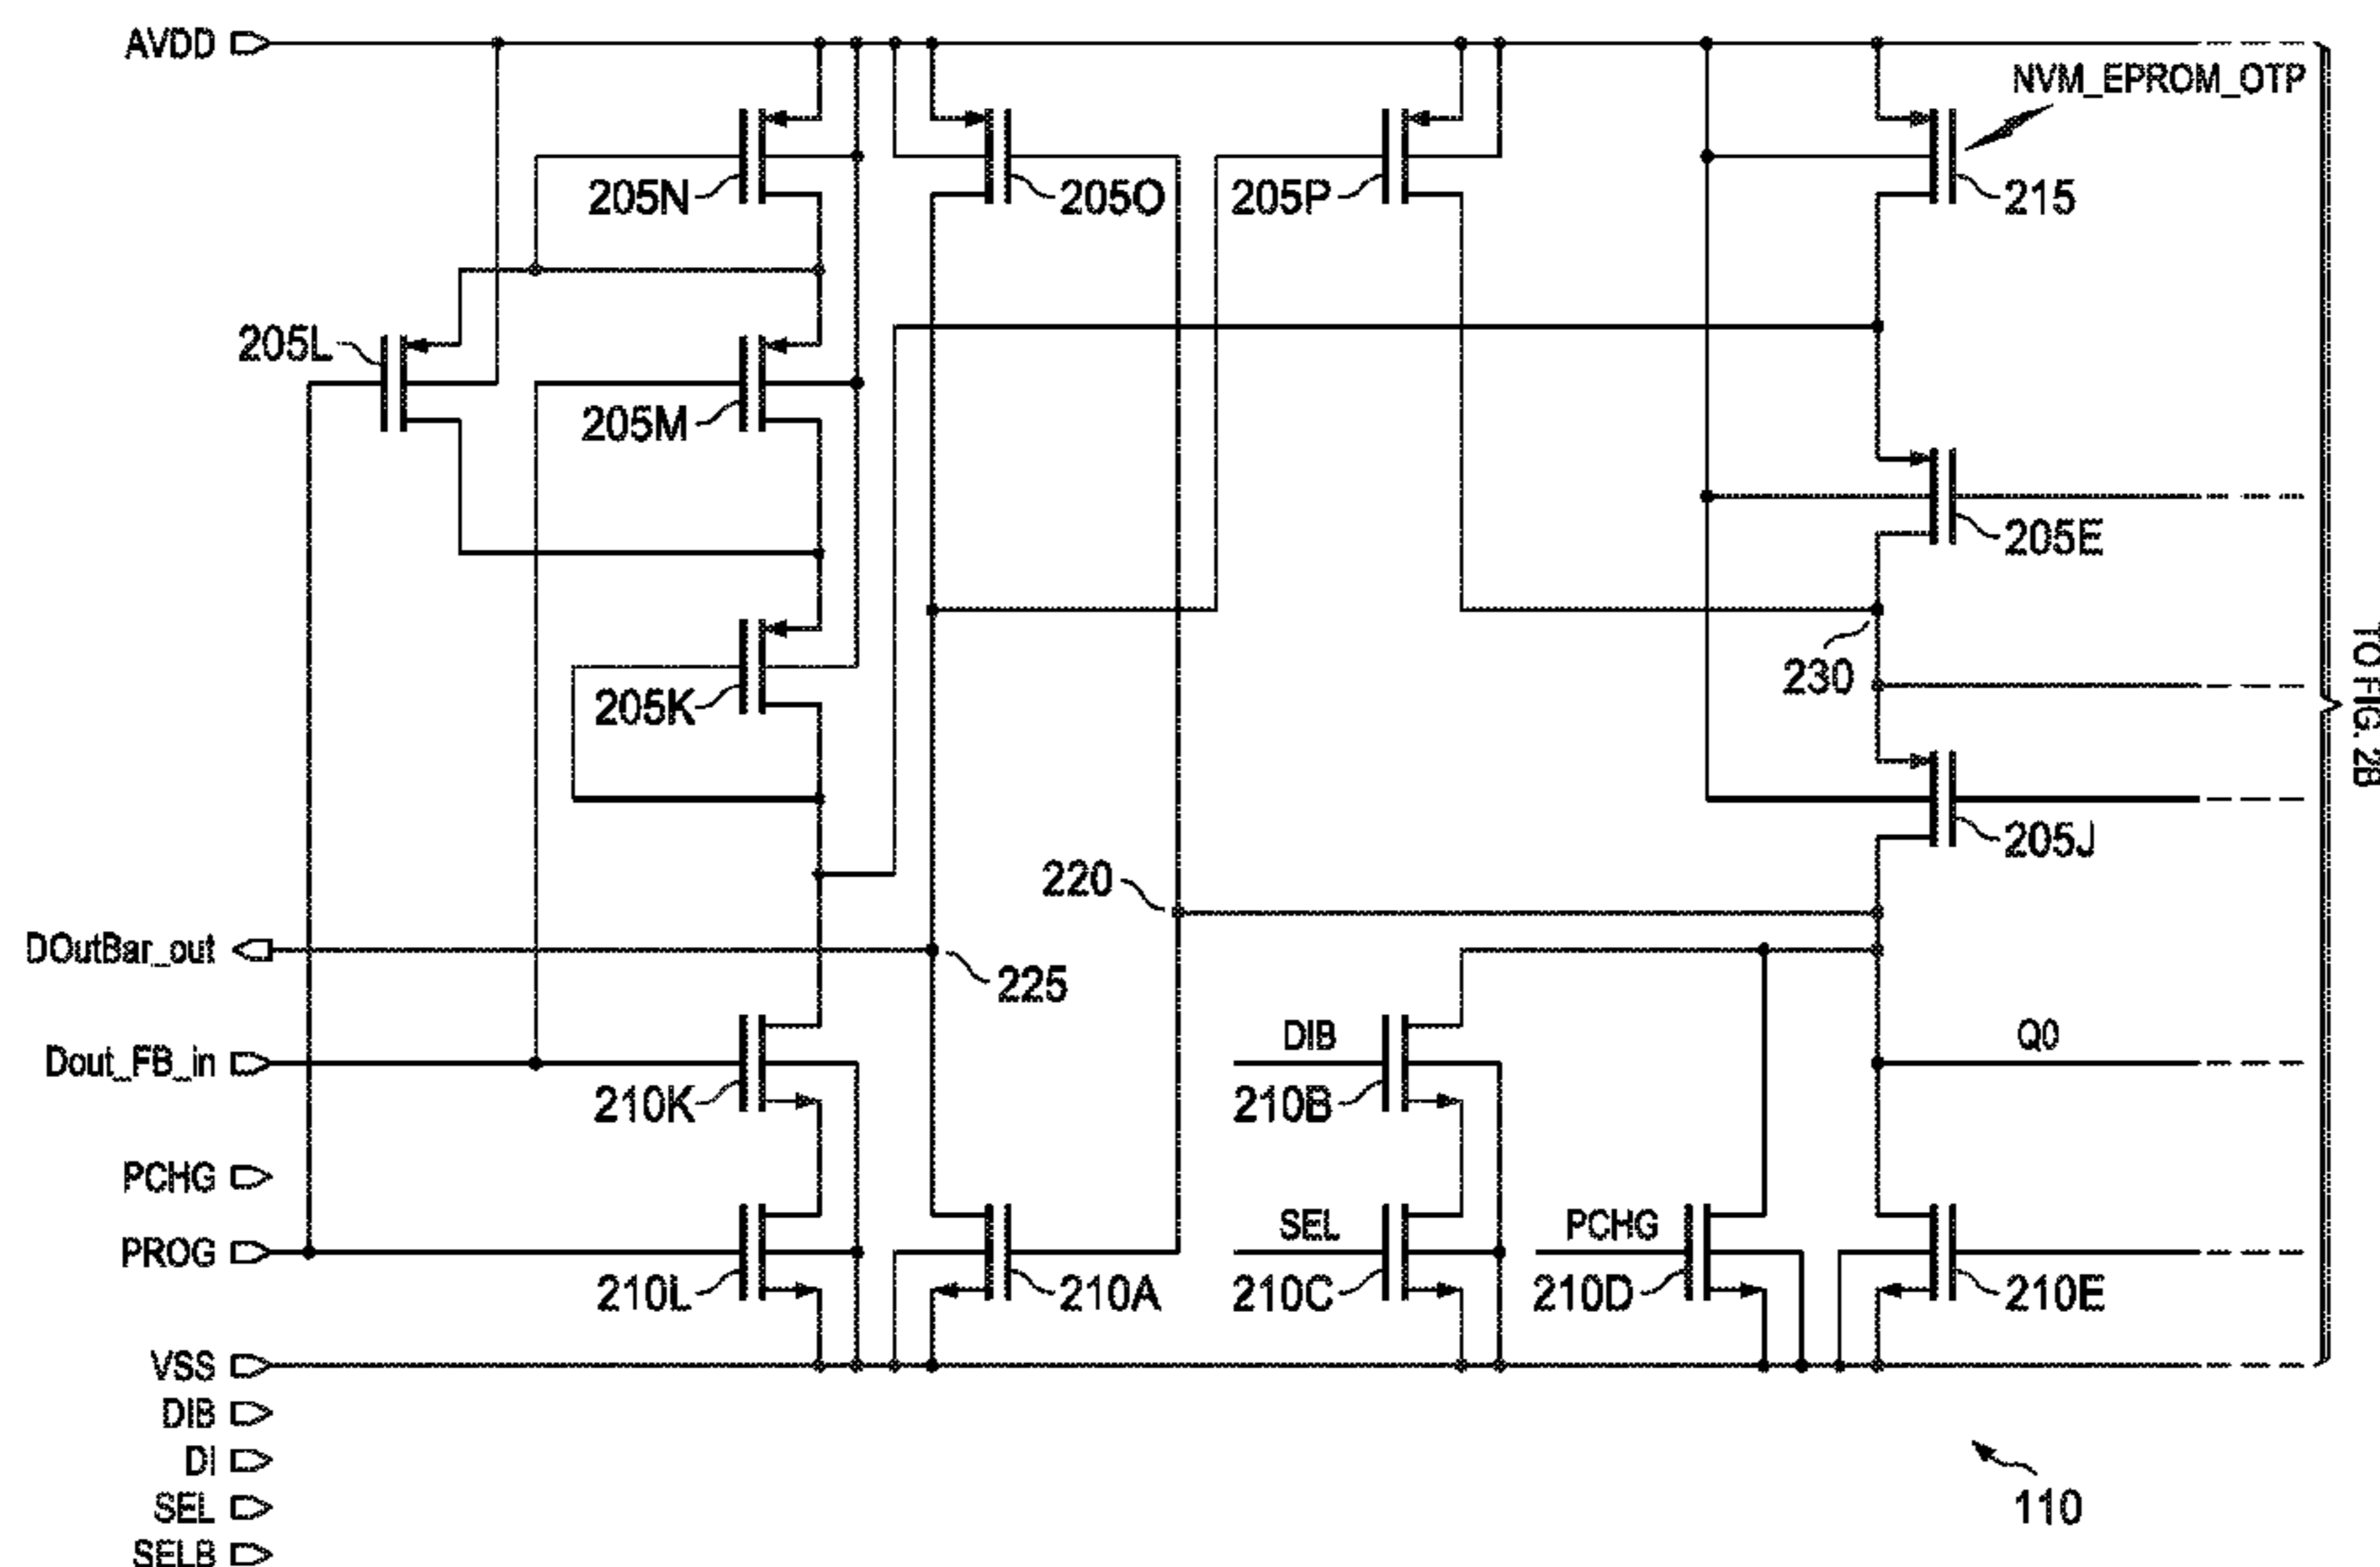 AVDD
NVM_EPROM_OTP
205N
205O
205P
215
205L
205M
205E
230
205K
TO FIG. 2B
205J
220
DOutBar_out
225
DIB
Q0
Dout_FB_in
210K
210B
PCHG
SEL
PCHG
PROG
210L
210A
210C
210D
210E
VSS
DIB
DI
SEL
110
SELB